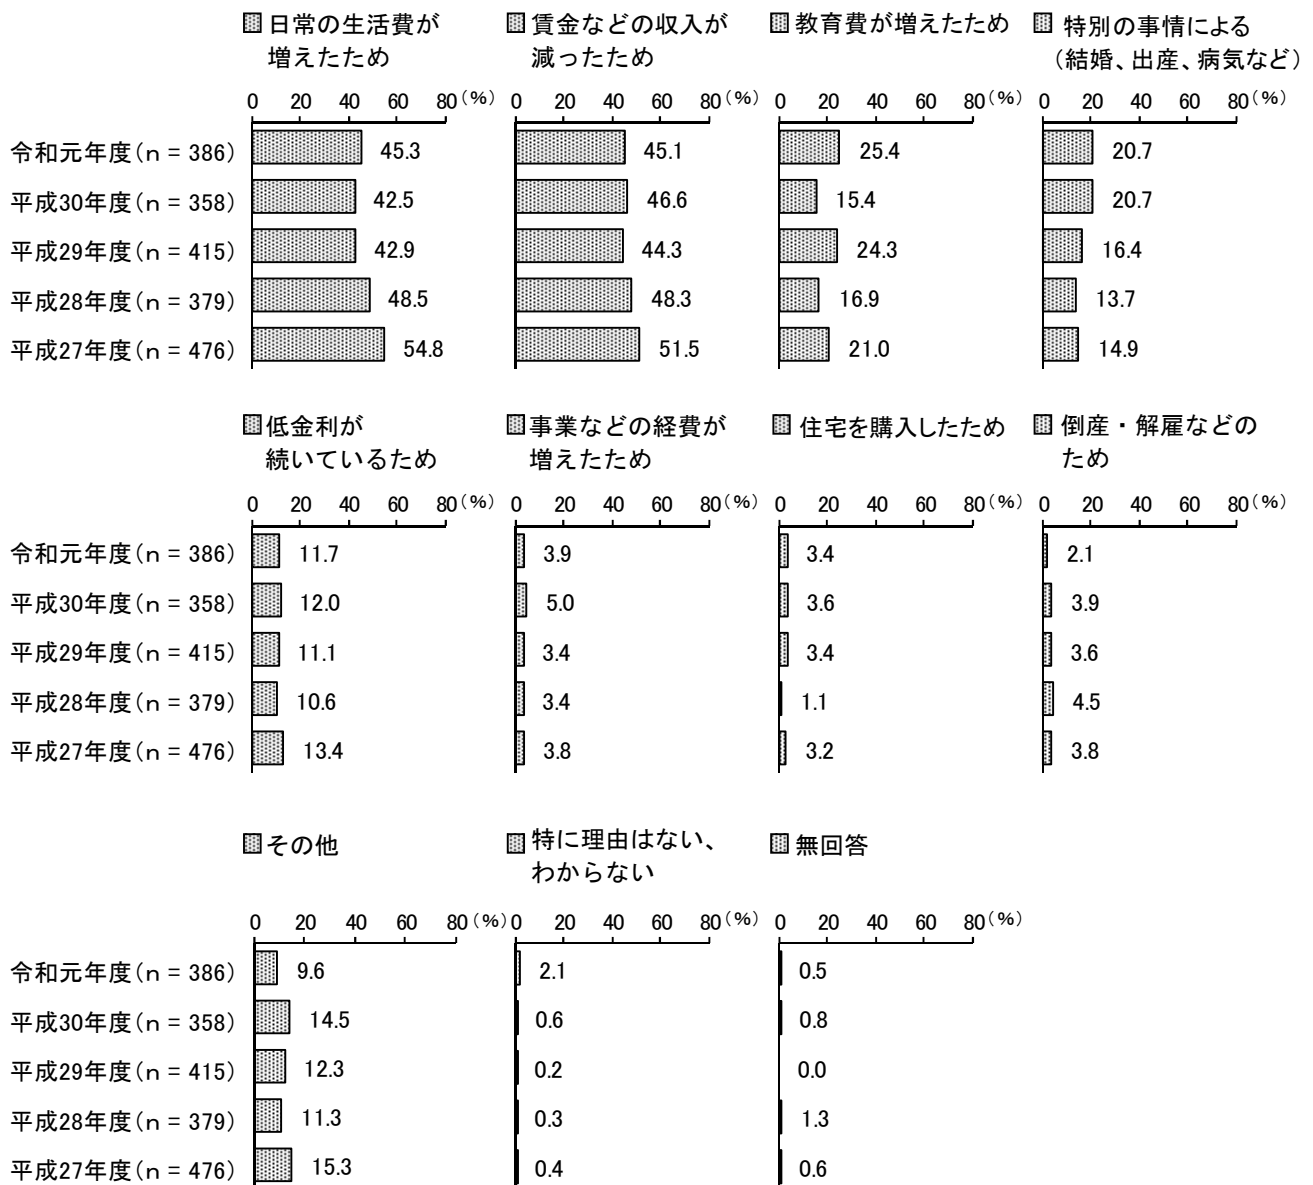 日常の生活費が
増えたため
賃金などの収入が
減ったため
教育費が増えたため
特別の事情による
（結婚、出産、病気など）
0 20 40 60 80（%） 0 20 40 60 80（%） 0 20 40 60 80（%） 0 20 40 60 80（%）
令和元年度（ｎ = 386） 45.3 45.1 25.4 20.7
平成30年度（ｎ = 358） 42.5 46.6 15.4 20.7
平成29年度（ｎ = 415） 42.9 44.3 24.3 16.4
平成28年度（ｎ = 379） 48.5 48.3 16.9 13.7
平成27年度（ｎ = 476） 54.8 51.5 21.0 14.9
低金利が
続いているため
事業などの経費が
増えたため
住宅を購入したため
倒産・解雇などの
ため
0 20 40 60 80（%） 0 20 40 60 80（%） 0 20 40 60 80（%） 0 20 40 60 80（%）
令和元年度（ｎ = 386） 11.7 3.9 3.4 2.1
平成30年度（ｎ = 358） 12.0 5.0 3.6 3.9
平成29年度（ｎ = 415） 11.1 3.4 3.4 3.6
平成28年度（ｎ = 379） 10.6 3.4 1.1 4.5
平成27年度（ｎ = 476） 13.4 3.8 3.2 3.8
その他
特に理由はない、
わからない
無回答
0 20 40 60 80（%） 0 20 40 60 80（%） 0 20 40 60 80（%）
令和元年度（ｎ = 386） 9.6 2.1 0.5
平成30年度（ｎ = 358） 14.5 0.6 0.8
平成29年度（ｎ = 415） 12.3 0.2 0.0
平成28年度（ｎ = 379） 11.3 0.3 1.3
平成27年度（ｎ = 476） 15.3 0.4 0.6